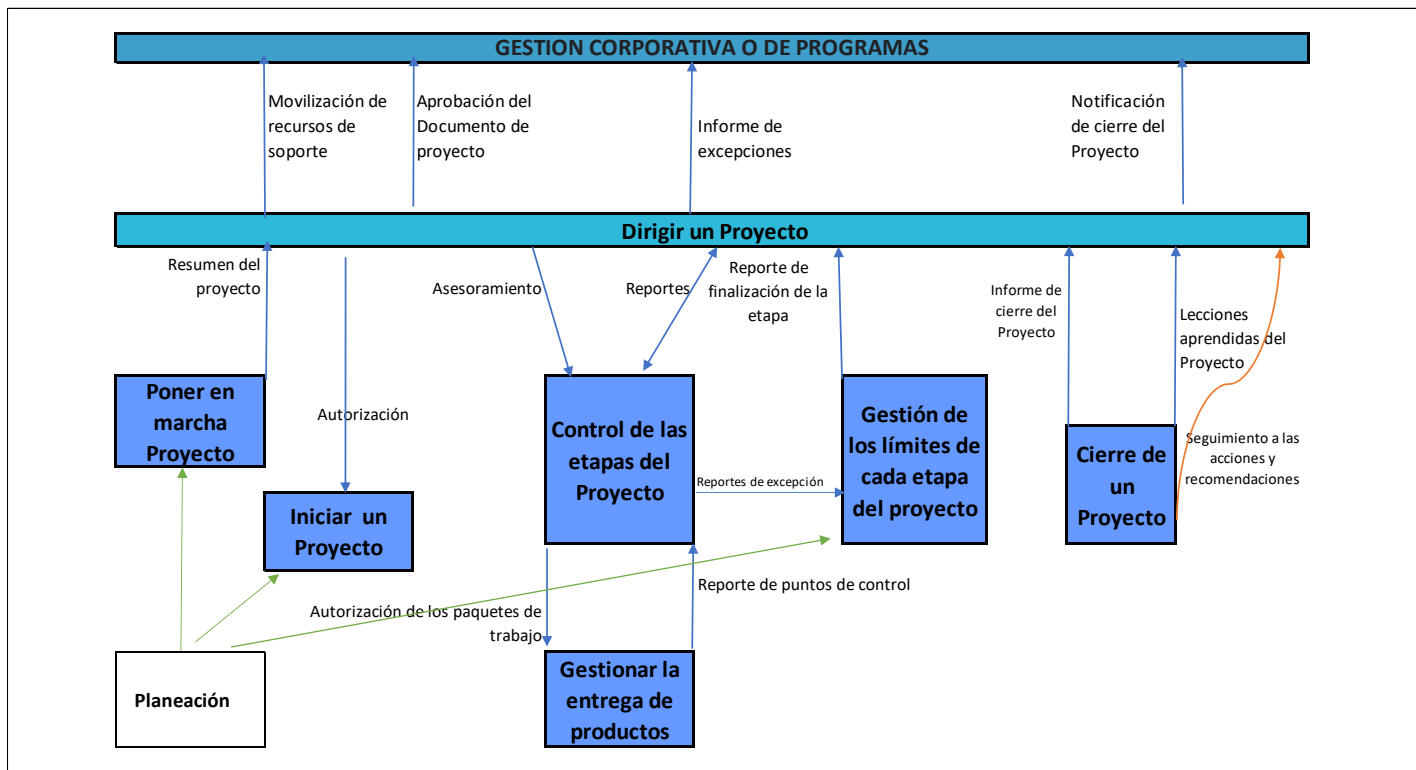 GESTION CORPORATIVA O DE PROGRAMAS
Movilización de
recursos de
soporte
Aprobación del
Documento de
proyecto
Informe de
excepciones
Notificación
de cierre del
Proyecto
Dirigir un Proyecto
Resumen del
proyecto
Asesoramiento
Reportes
Reporte de
finalización de la
etapa
Informe de
cierre del
Proyecto
Lecciones
aprendidas del
Proyecto
Poner en
marcha
Proyecto
Autorización
Control de las
etapas del
Proyecto
Gestión de
los límites de
cada etapa
del proyecto
Cierre de
un
Proyecto
Seguimiento a las
acciones y
recomendaciones
Reportes de excepción
Iniciar un
Proyecto
Reporte de puntos de control
Autorización de los paquetes de
trabajo
Planeación
Gestionar la
entrega de
productos